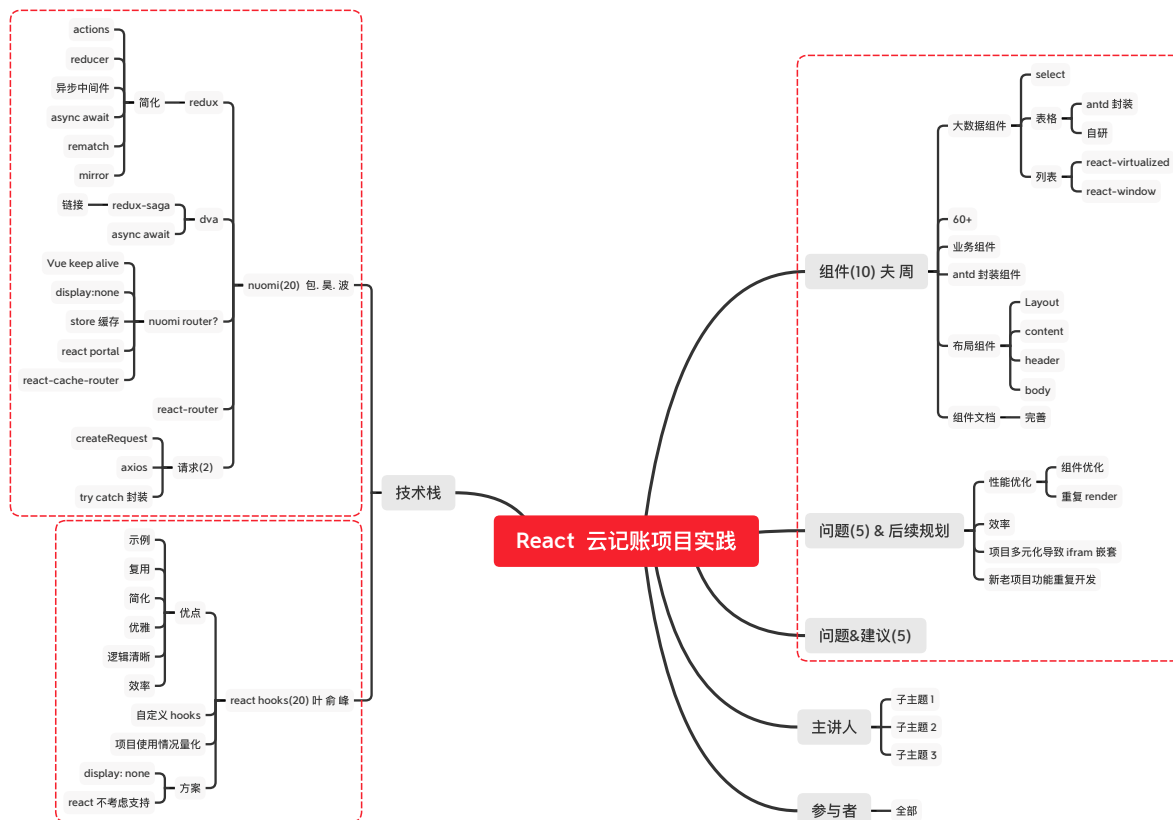 React 云记账项目实践
技术栈
nuomi(20) 包. 昊. 波
redux
简化
actions
reducer
异步中间件
async await
rematch
mirror
dva
redux-saga
链接
async await
nuomi router?
Vue keep alive
display:none
store 缓存
react portal
react-cache-router
react-router
请求(2)
createRequest
axios
try catch 封装
react hooks(20) 叶 俞 峰
优点
示例
复用
简化
优雅
逻辑清晰
效率
自定义 hooks
项目使用情况量化
方案
display: none
react 不考虑支持
组件(10) 夫 周
大数据组件
select
表格
antd 封装
自研
列表
react-virtualized
react-window
60+
业务组件
antd 封装组件
布局组件
Layout
content
header
body
组件文档
完善
问题(5) & 后续规划
性能优化
组件优化
重复 render
效率
项目多元化导致 ifram 嵌套
新老项目功能重复开发
问题&建议(5)
主讲人
子主题 1
子主题 2
子主题 3
参与者
全部